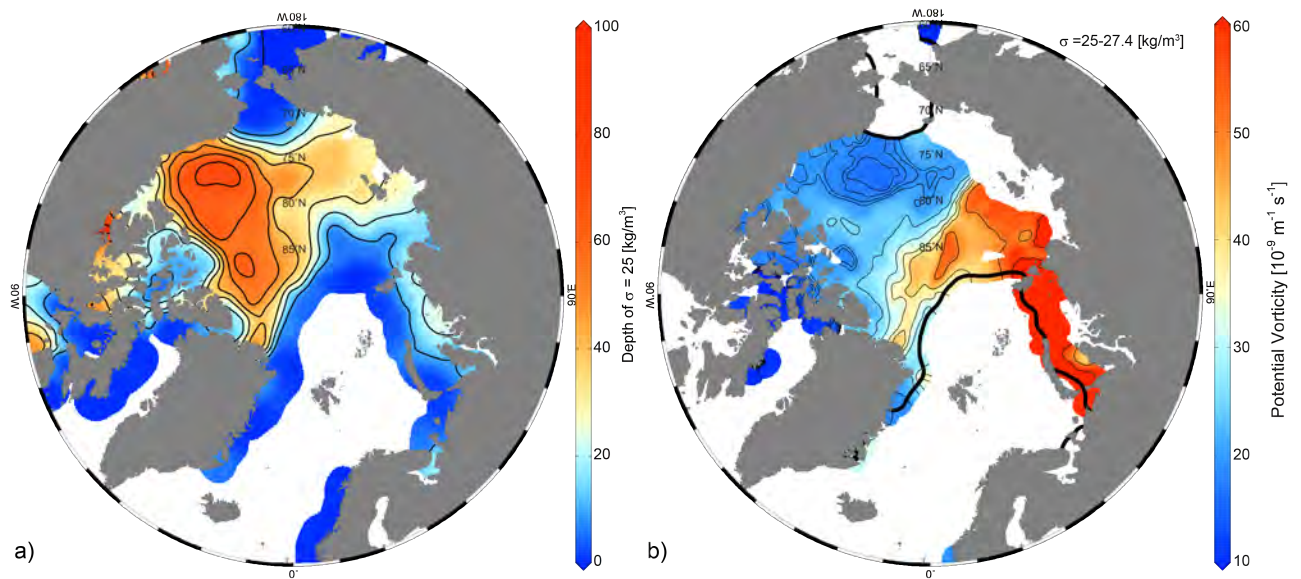 180˚W
70˚N
75˚N
80˚N
85˚N
90˚W
90˚E
0˚
100
80
60
40
20
0
Depth of σ = 25 [kg/m³]
a)
180˚W
σ =25-27.4 [kg/m³]
65˚N
70˚N
75˚N
80˚N
85˚N
90˚W
90˚E
0˚
60
50
40
30
20
10
Potential Vorticity [10⁻⁹ m⁻¹ s⁻¹]
b)